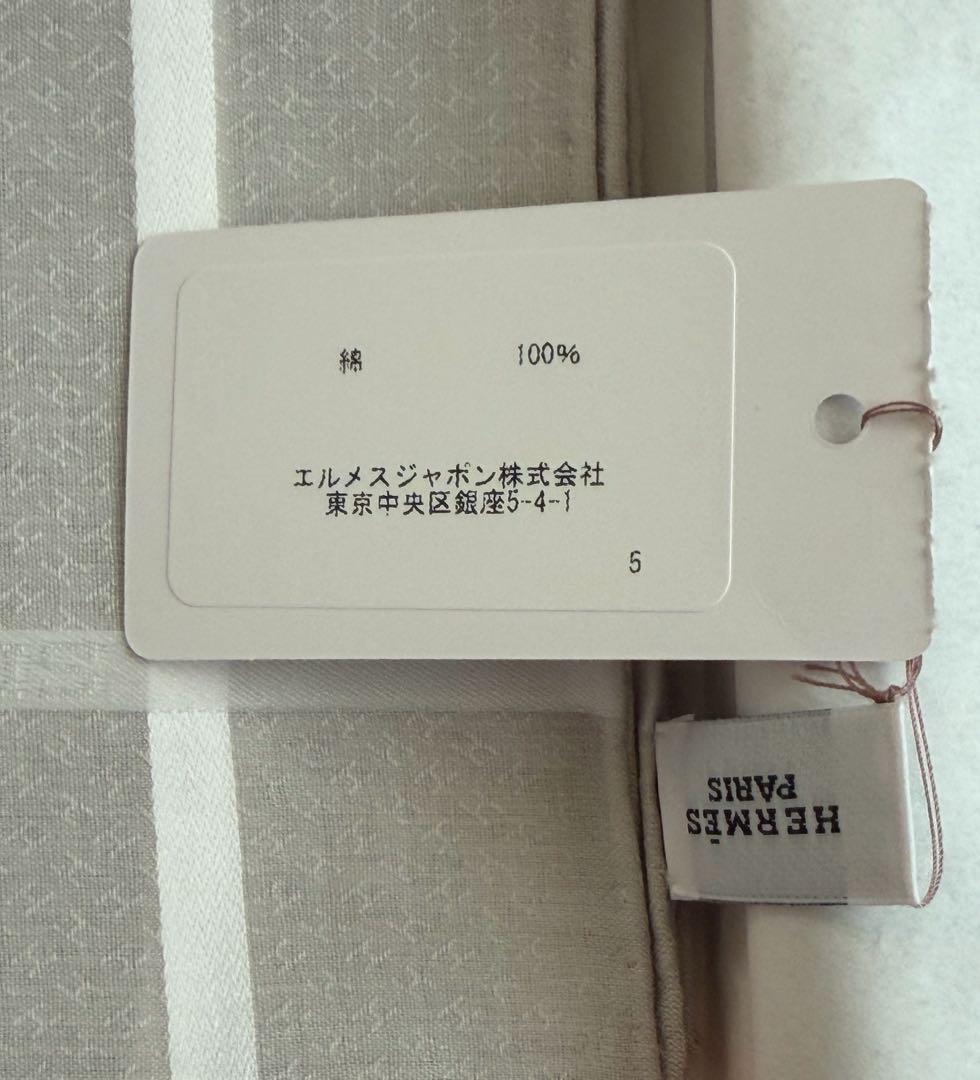 綿 100%
エルメスジャポン株式会社
東京中央区銀座5-4-1
5
HERMÈS
PARIS